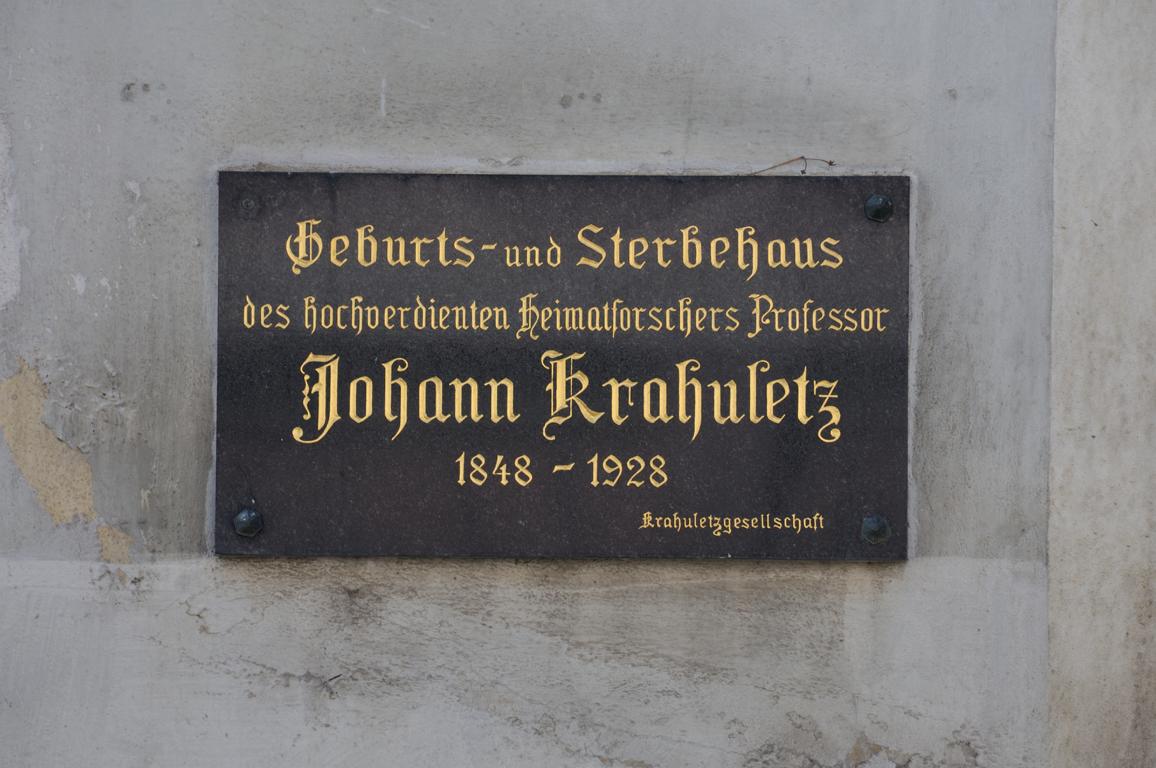 Geburts- und Sterbehaus
des hochverdienten Heimatforschers Professor
Johann Krahuletz
1848 - 1928
Krahuletzgesellschaft